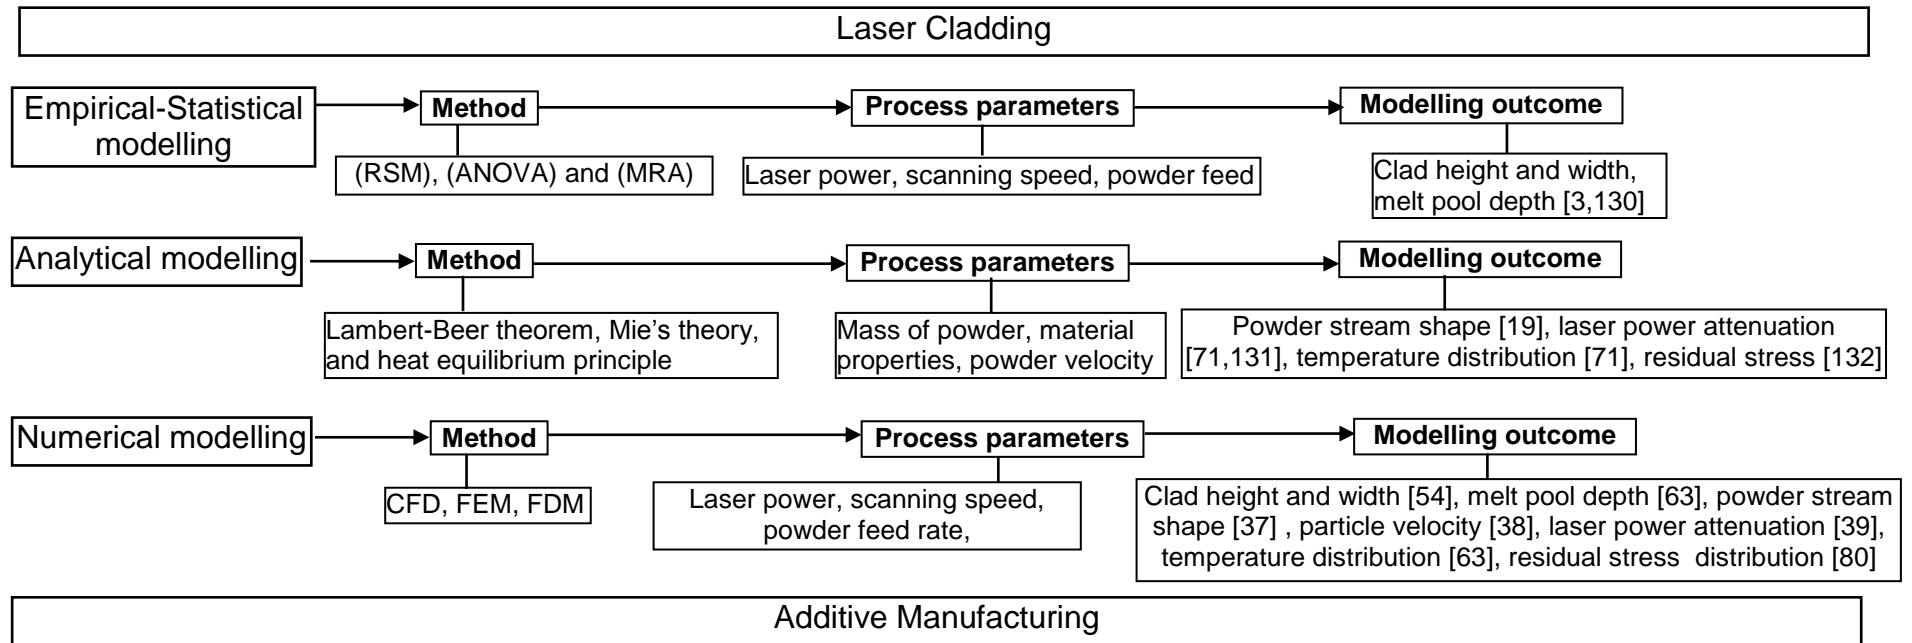 Laser Cladding
Empirical-Statistical
modelling
Method
Process parameters
Modelling outcome
(RSM), (ANOVA) and (MRA)
Laser power, scanning speed, powder feed
Clad height and width,
melt pool depth [3,130]
Analytical modelling
Method
Process parameters
Modelling outcome
Lambert-Beer theorem, Mie's theory,
and heat equilibrium principle
Mass of powder, material
properties, powder velocity
Powder stream shape [19], laser power attenuation
[71,131], temperature distribution [71], residual stress [132]
Numerical modelling
Method
Process parameters
Modelling outcome
CFD, FEM, FDM
Laser power, scanning speed,
powder feed rate,
Clad height and width [54], melt pool depth [63], powder stream
shape [37] , particle velocity [38], laser power attenuation [39],
temperature distribution [63], residual stress distribution [80]
Additive Manufacturing